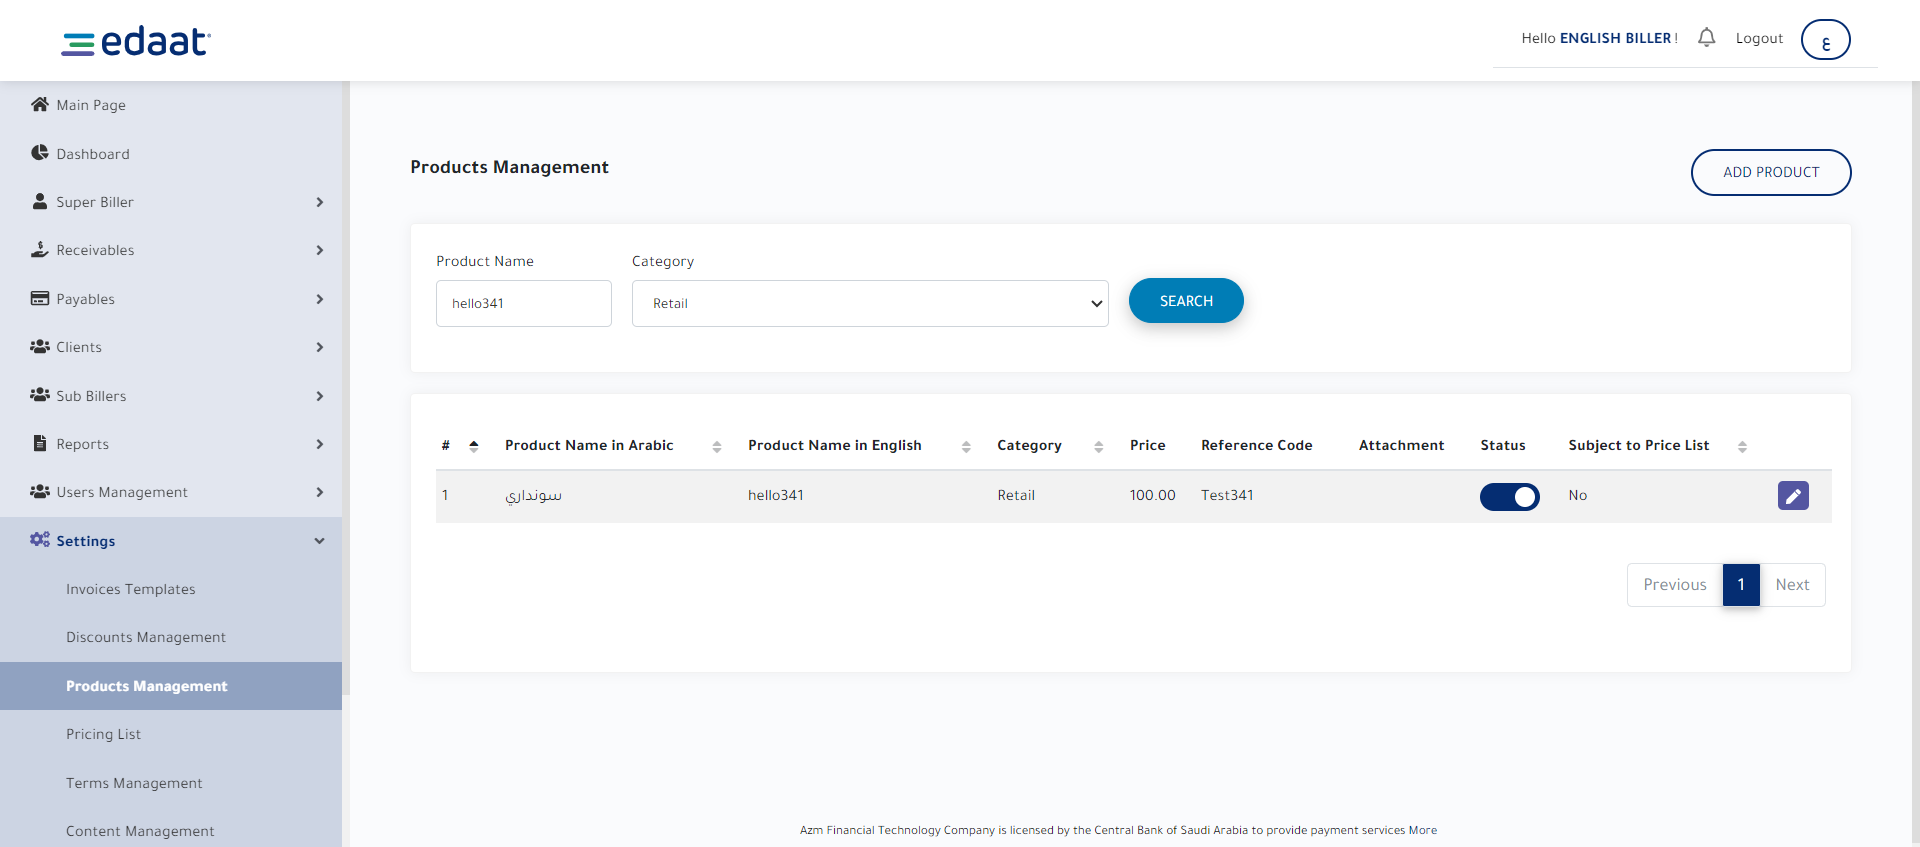 edaat
Hello ENGLISH BILLER !
Logout
ع
Main Page
Dashboard
Super Biller
Receivables
Payables
Clients
Sub Billers
Reports
Users Management
Settings
Invoices Templates
Discounts Management
Products Management
Pricing List
Terms Management
Content Management
Products Management
ADD PRODUCT
Product Name
Category
hello341
Retail
SEARCH
# Product Name in Arabic Product Name in English Category Price Reference Code Attachment Status Subject to Price List
1 سونداري hello341 Retail 100.00 Test341 No
Previous 1 Next
Azm Financial Technology Company is licensed by the Central Bank of Saudi Arabia to provide payment services More